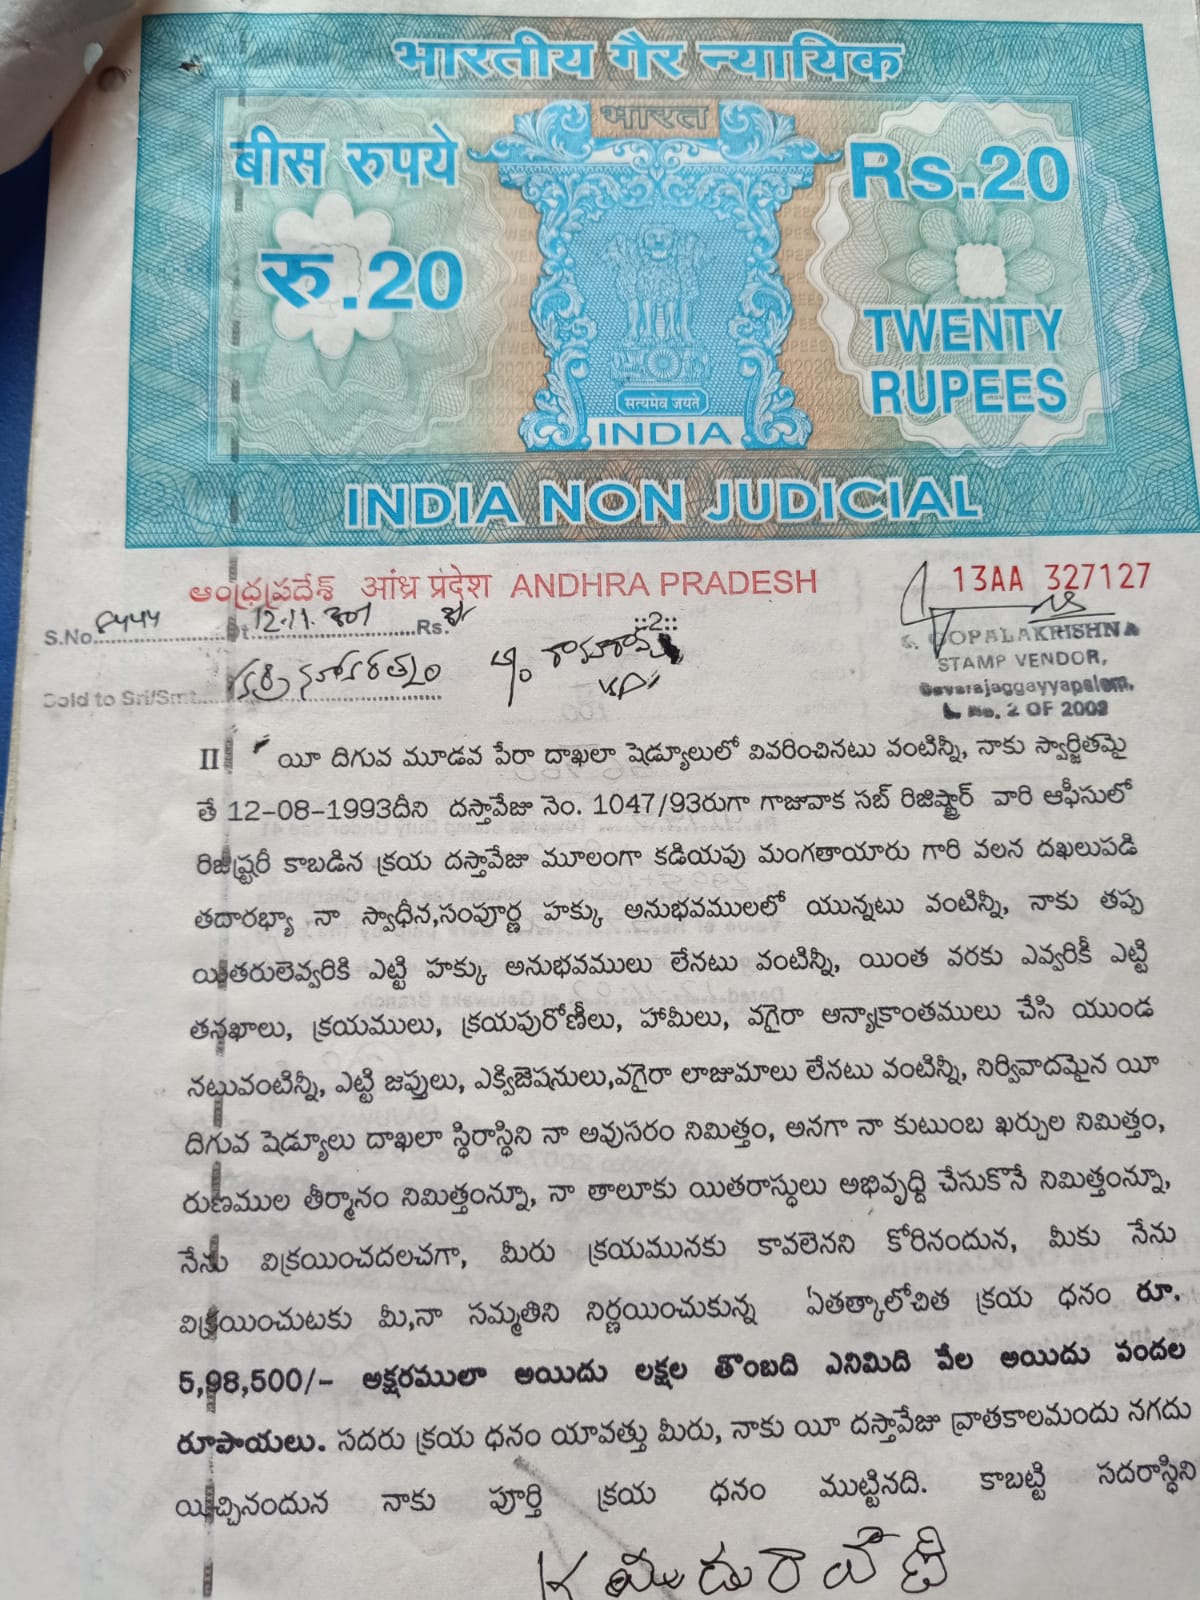 भारतीय गैर न्यायिक
भारत
बीस रुपये
रु.20
Rs.20
TWENTY
RUPEES
सत्यमेव जयते
INDIA
INDIA NON JUDICIAL
ఆంధ్రప్రదేశ్ आंध्र प्रदेश ANDHRA PRADESH
13AA 327127
S.No. 8444 Dt. 12.11. Rs.
::2::
Sold to Sri/Smt.
S. GOPALAKRISHNA
STAMP VENDOR,
Devarajaggayyapalem,
L. No. 2 OF 2003
II యీ దిగువ మూడవ పేరా దాఖలా షెడ్యూలులో వివరించినటు వంటిన్నీ, నాకు స్వార్జితమై
తే 12-08-1993దీని దస్తావేజు నెం. 1047/93రుగా గాజువాక సబ్ రిజిష్ట్రార్ వారి ఆఫీసులో
రిజిష్ట్రరీ కాబడిన క్రయ దస్తావేజు మూలంగా కడియపు మంగతాయారు గారి వలన దఖలుపడి
తదారభ్యా నా స్వాధీన,సంపూర్ణ హక్కు అనుభవములలో యున్నటు వంటిన్నీ, నాకు తప్ప
యితరులెవ్వరికి ఎట్టి హక్కు అనుభవములు లేనటు వంటిన్నీ, యింత వరకు ఎవ్వరికీ ఎట్టి
తనఖాలు, క్రయములు, క్రయపురోణీలు, హామీలు, వగైరా అన్యాక్రాంతములు చేసి యుండ
నటువంటిన్నీ, ఎట్టి జప్తులు, ఎక్విజెషనులు,వగైరా లాజుమాలు లేనటు వంటిన్నీ, నిర్వివాదమైన యీ
దిగువ షెడ్యూలు దాఖలా స్థిరాస్థిని నా అవుసరం నిమిత్తం, అనగా నా కుటుంబ ఖర్చుల నిమిత్తం,
రుణముల తీర్మానం నిమిత్తంన్నూ, నా తాలూకు యితరాస్థులు అభివృద్ధి చేసుకొనే నిమిత్తంన్నూ,
నేను విక్రయించదలచగా, మీరు క్రయమునకు కావలెనని కోరినందున, మీకు నేను
విక్రయించుటకు మీ,నా సమ్మతిని నిర్ణయించుకున్న ఏతత్కాలోచిత క్రయ ధనం రూ.
5,98,500/- అక్షరములా అయిదు లక్షల తొంబది ఎనిమిది వేల అయిదు వందల
రూపాయలు. సదరు క్రయ ధనం యావత్తు మీరు, నాకు యీ దస్తావేజు వ్రాతకాలమందు నగదు
యిచ్చినందున నాకు పూర్తి క్రయ ధనం ముట్టినది. కాబట్టి సదరాస్థిని